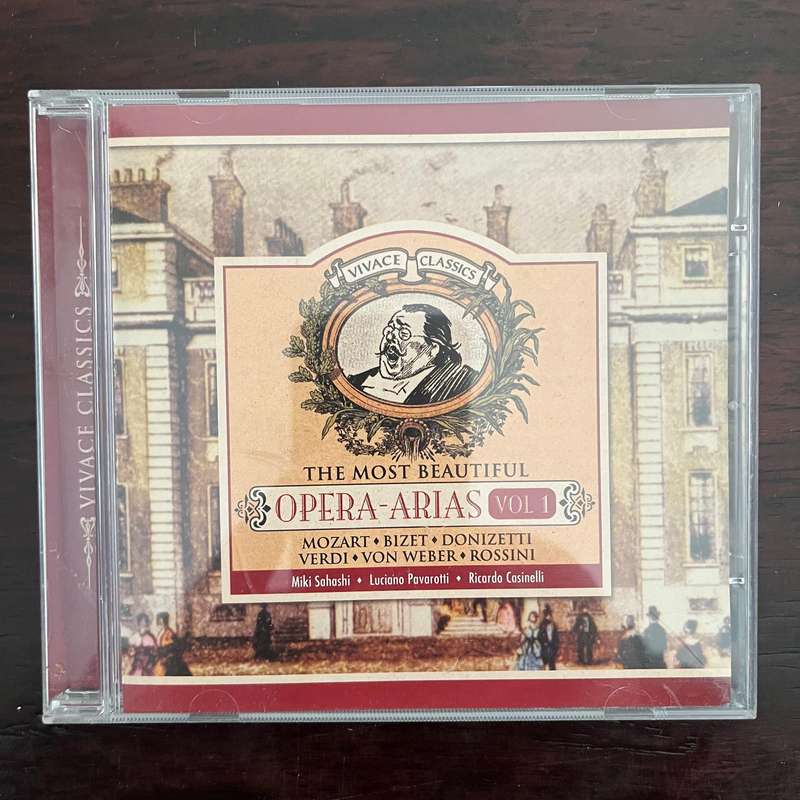 VIVACE CLASSICS
VIVACE CLASSICS
THE MOST BEAUTIFUL
OPERA-ARIAS VOL 1
MOZART ♦ BIZET ♦ DONIZETTI
VERDI ♦ VON WEBER ♦ ROSSINI
Miki Sahashi ♦ Luciano Pavarotti ♦ Ricardo Casinelli